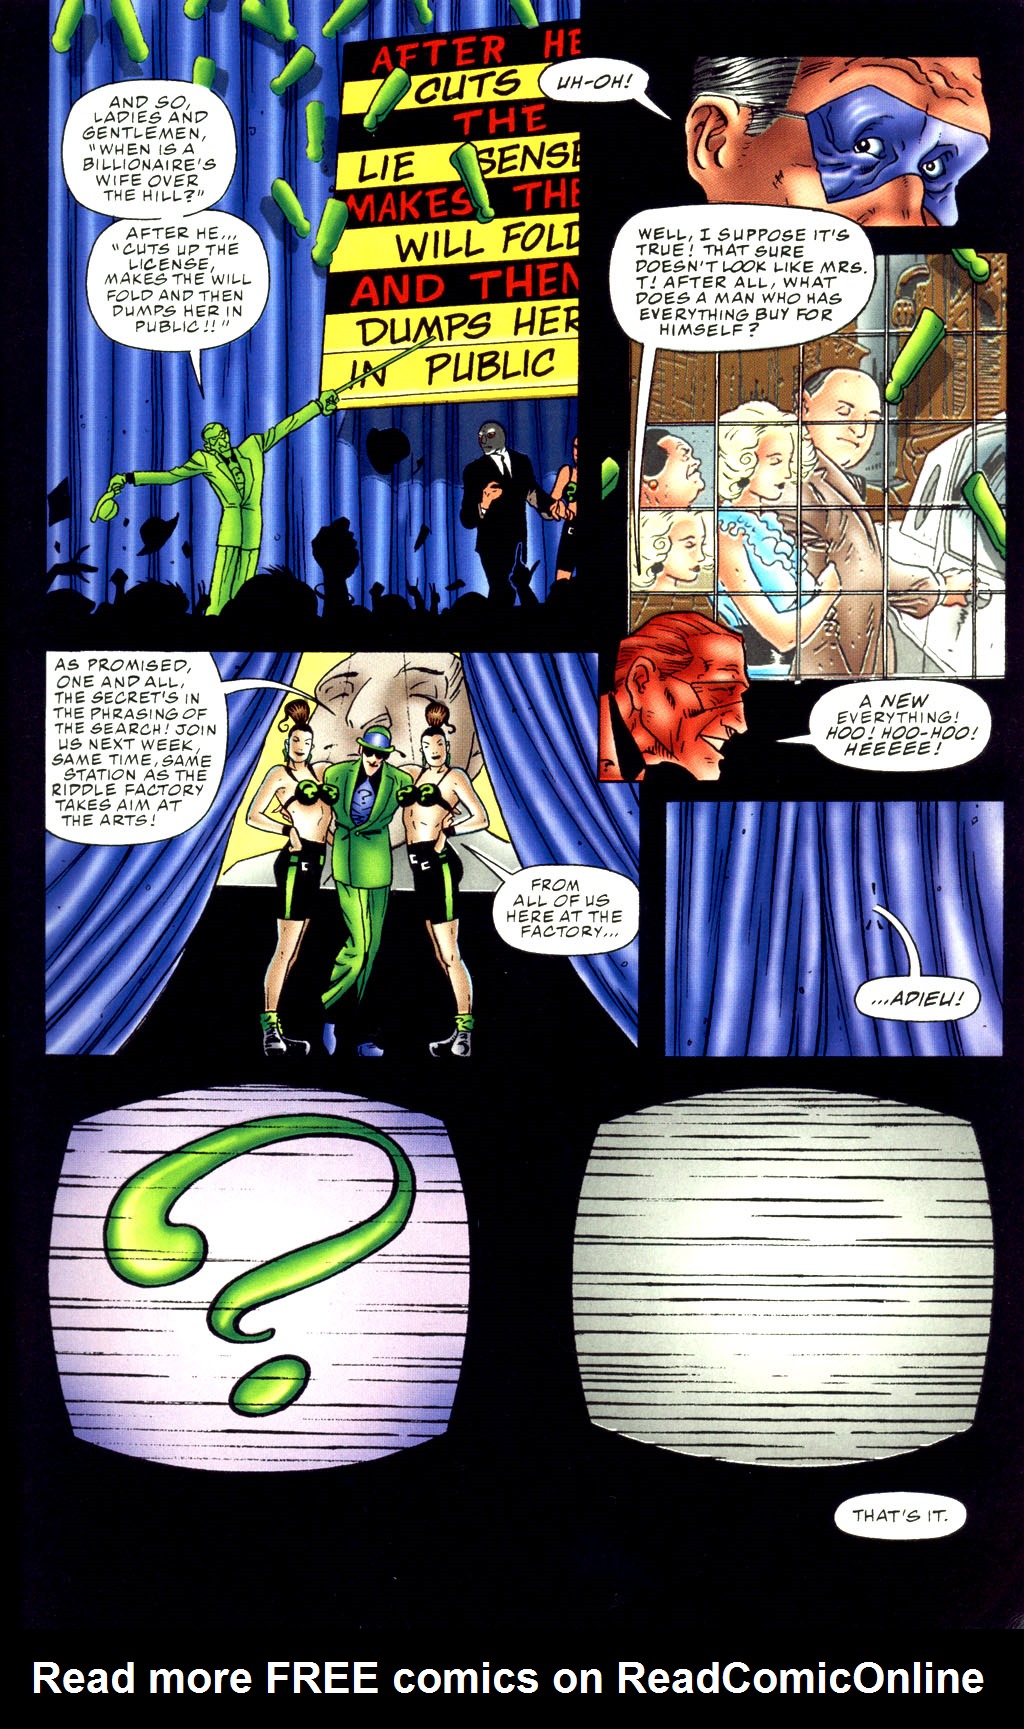 AND SO,
LADIES AND
GENTLEMEN,
"WHEN IS A
BILLIONAIRE'S
WIFE OVER
THE HILL?"
AFTER HE...
"CUTS UP THE
LICENSE,
MAKES THE WILL
FOLD AND THEN
DUMPS HER IN
PUBLIC!!"
AFTER HE
CUTS
THE
LIE SENSE
MAKES THE
WILL FOLD
AND THEN
DUMPS HER
IN PUBLIC
UH-OH!
WELL, I SUPPOSE IT'S
TRUE! THAT SURE
DOESN'T LOOK LIKE MRS.
T! AFTER ALL, WHAT
DOES A MAN WHO HAS
EVERYTHING BUY FOR
HIMSELF?
A NEW
EVERYTHING!
HOO! HOO-HOO!
HEEEEE!
AS PROMISED,
ONE AND ALL,
THE SECRET'S IN
THE PHRASING OF
THE SEARCH! JOIN
US NEXT WEEK,
SAME TIME, SAME
STATION AS THE
RIDDLE FACTORY
TAKES AIM AT
THE ARTS!
FROM
ALL OF US
HERE AT THE
FACTORY...
...ADIEU!
?
THAT'S IT.
Read more FREE comics on ReadComicOnline